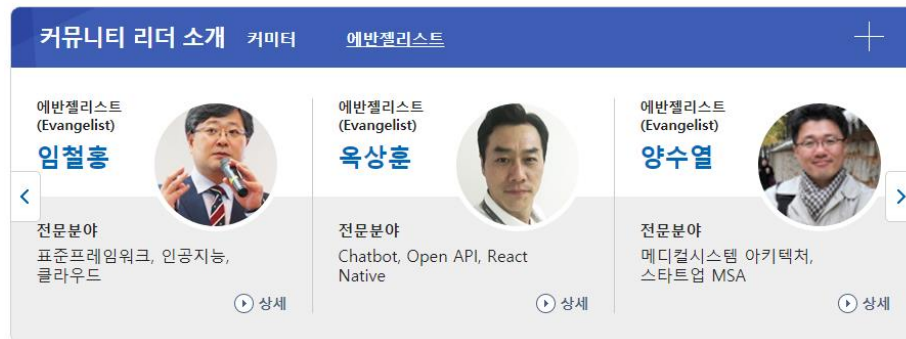 커뮤니티 리더 소개 커미터 에반젤리스트
에반젤리스트
(Evangelist)
임철홍
전문분야
표준프레임워크, 인공지능,
클라우드
상세
에반젤리스트
(Evangelist)
옥상훈
전문분야
Chatbot, Open API, React
Native
상세
에반젤리스트
(Evangelist)
양수열
전문분야
메디컬시스템 아키텍처,
스타트업 MSA
상세